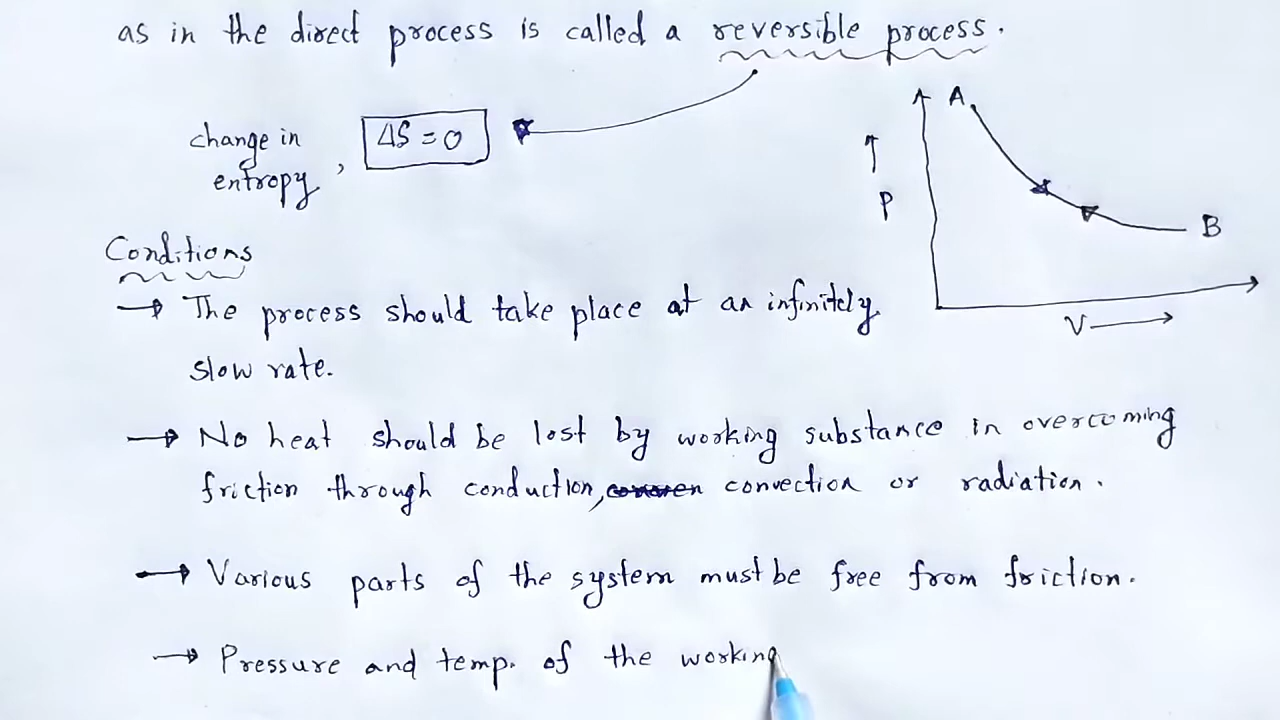 as in the direct process is called a reversible process.
change in
entropy, ΔS = 0
A
P
B
V
Conditions
→ The process should take place at an infinitely
slow rate.
→ No heat should be lost by working substance in overcoming
friction through conduction, convection or radiation.
→ Various parts of the system must be free from friction.
→ Pressure and temp. of the working